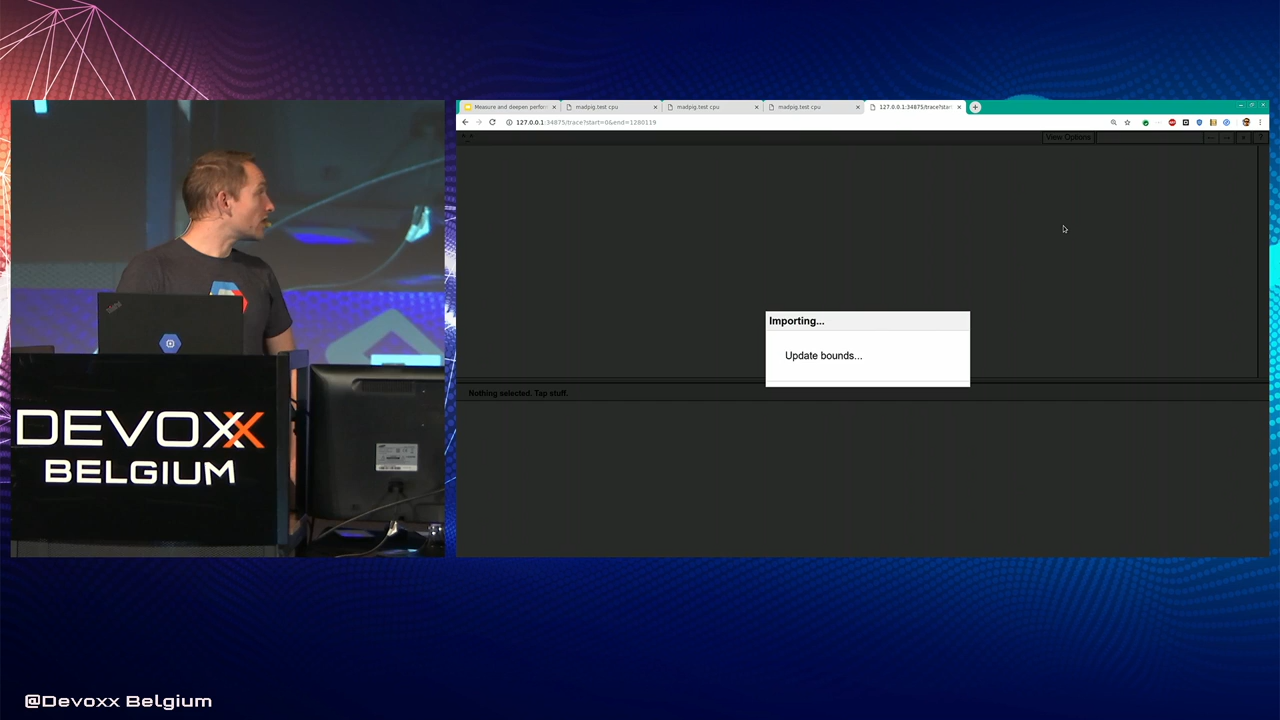 Measure and deepen perform
madpig.test cpu
madpig.test cpu
madpig.test cpu
127.0.0.1:34875/trace?star
127.0.0.1:34875/trace?start=0&end=1280119
^_^
View Options
Importing...
Update bounds...
Nothing selected. Tap stuff.
DEVOXX
BELGIUM
@Devoxx Belgium